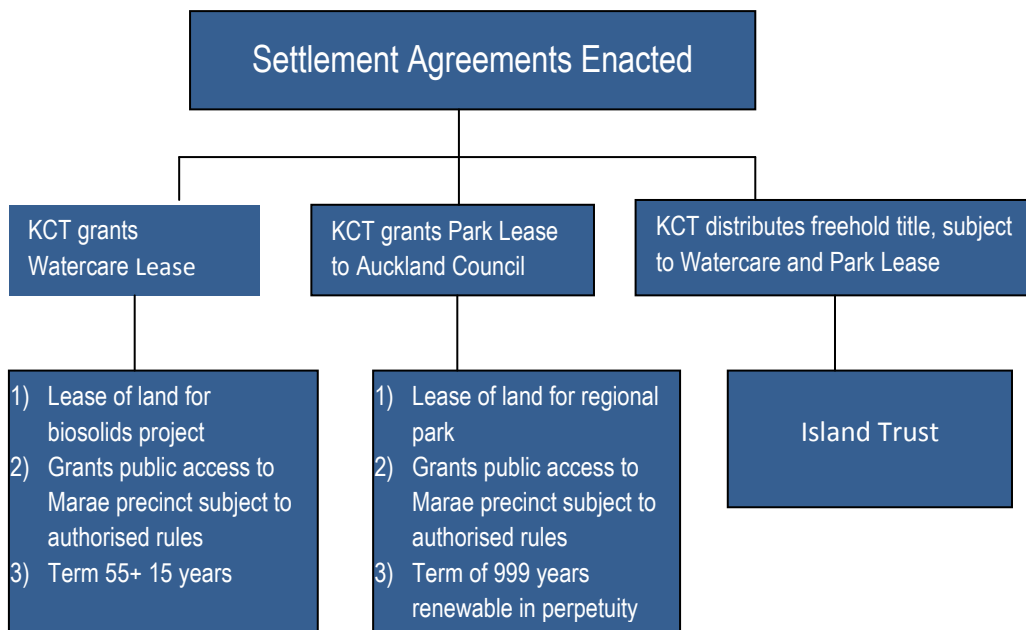 Settlement Agreements Enacted
KCT grants
Watercare Lease
KCT grants Park Lease
to Auckland Council
KCT distributes freehold title, subject
to Watercare and Park Lease
1) Lease of land for
biosolids project
2) Grants public access to
Marae precinct subject to
authorised rules
3) Term 55+ 15 years
1) Lease of land for regional
park
2) Grants public access to
Marae precinct subject to
authorised rules
3) Term of 999 years
renewable in perpetuity
Island Trust